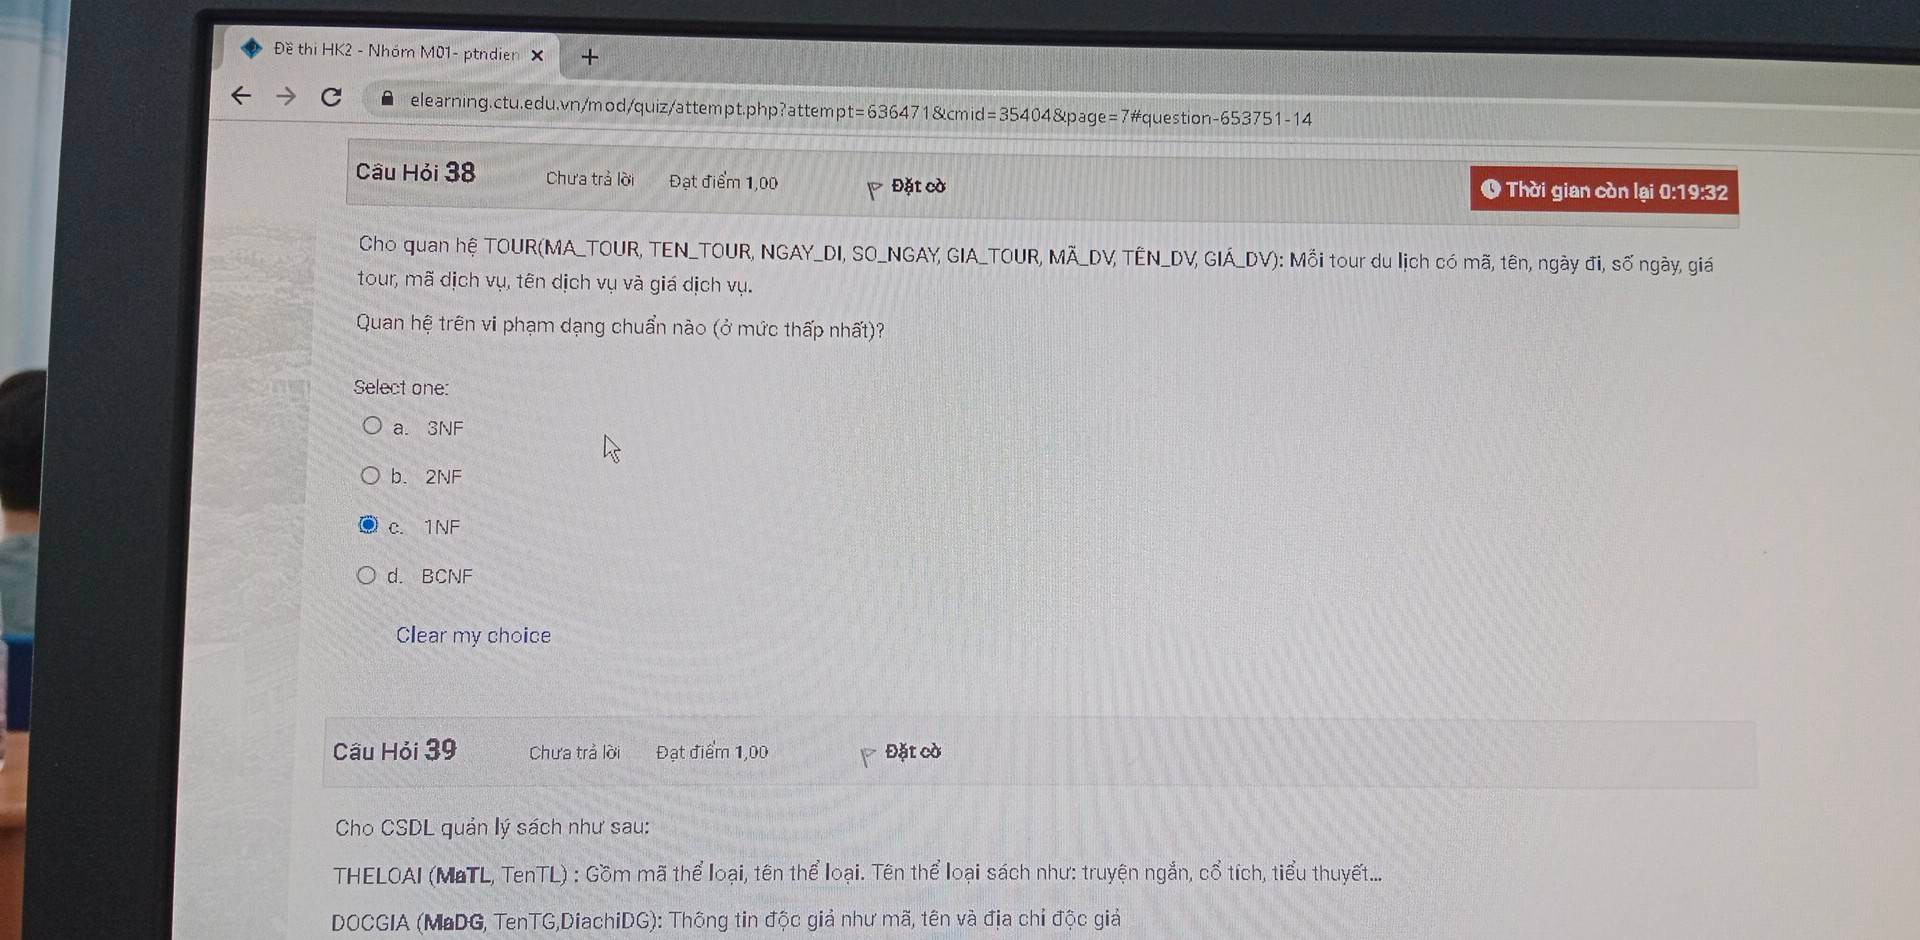 Đề thi HK2 - Nhóm M01- ptndien
elearning.ctu.edu.vn/mod/quiz/attempt.php?attempt=636471&cmid=35404&page=7#question-653751-14
Câu Hỏi 38 Chưa trả lời Đạt điểm 1,00 Đặt cờ
Thời gian còn lại 0:19:32
Cho quan hệ TOUR(MA_TOUR, TEN_TOUR, NGAY_DI, SO_NGAY, GIA_TOUR, MÃ_DV, TÊN_DV, GIÁ_DV): Mỗi tour du lịch có mã, tên, ngày đi, số ngày, giá
tour, mã dịch vụ, tên dịch vụ và giá dịch vụ.
Quan hệ trên vi phạm dạng chuẩn nào (ở mức thấp nhất)?
Select one:
a. 3NF
b. 2NF
c. 1NF
d. BCNF
Clear my choice
Câu Hỏi 39 Chưa trả lời Đạt điểm 1,00 Đặt cờ
Cho CSDL quản lý sách như sau:
THELOAI (MaTL, TenTL) : Gồm mã thể loại, tên thể loại. Tên thể loại sách như: truyện ngắn, cổ tích, tiểu thuyết...
DOCGIA (MaDG, TenTG,DiachiDG): Thông tin độc giả như mã, tên và địa chỉ độc giả